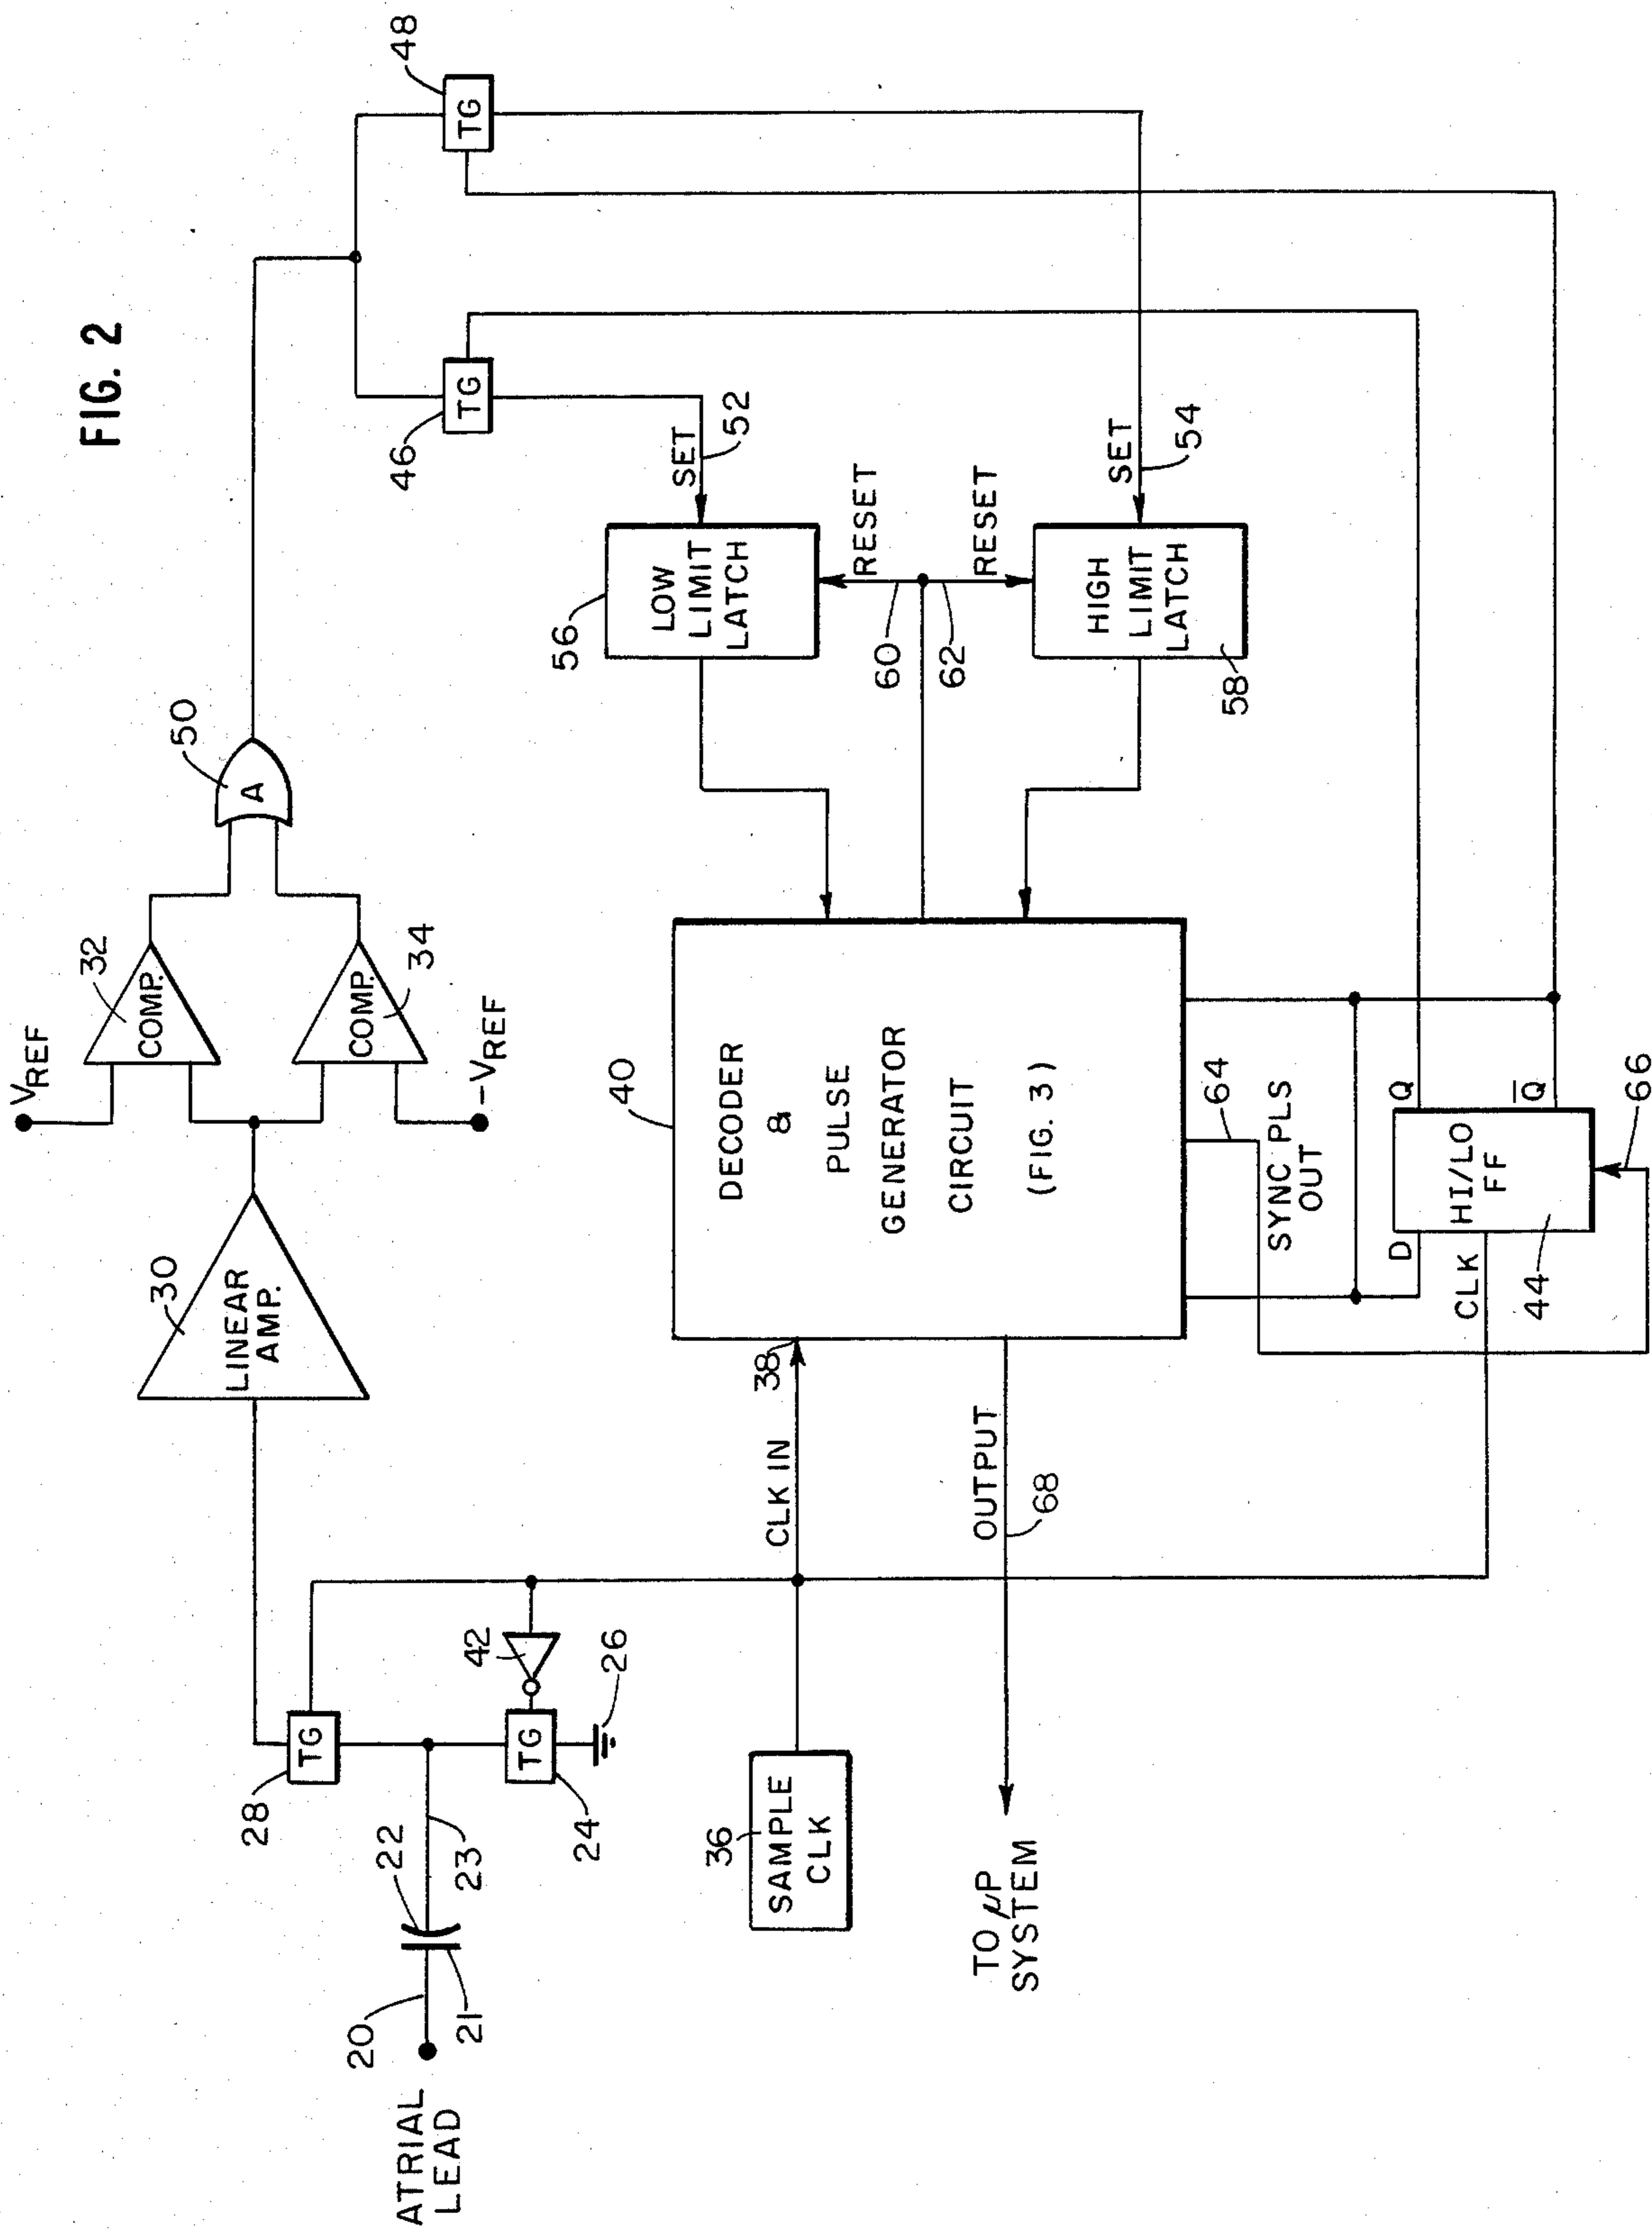 FIG. 2
ATRIAL
LEAD
20
21
22
23
28
TG
24
TG
26
42
30
LINEAR
AMP.
VREF
32
COMP.
34
COMP.
-VREF
50
A
46
TG
48
TG
36
SAMPLE
CLK
CLK IN
38
40
DECODER
&
PULSE
GENERATOR
CIRCUIT
(FIG. 3)
OUTPUT
68
TO μP
SYSTEM
56
LOW
LIMIT
LATCH
SET
52
RESET
60
62
RESET
HIGH
LIMIT
LATCH
58
SET
54
64
SYNC PLS
OUT
D
CLK
HI/LO
FF
44
Q
Q̅
66